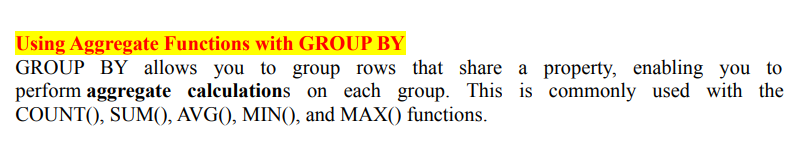 Using Aggregate Functions with GROUP BY
GROUP BY allows you to group rows that share a property, enabling you to
perform aggregate calculations on each group. This is commonly used with the
COUNT(), SUM(), AVG(), MIN(), and MAX() functions.